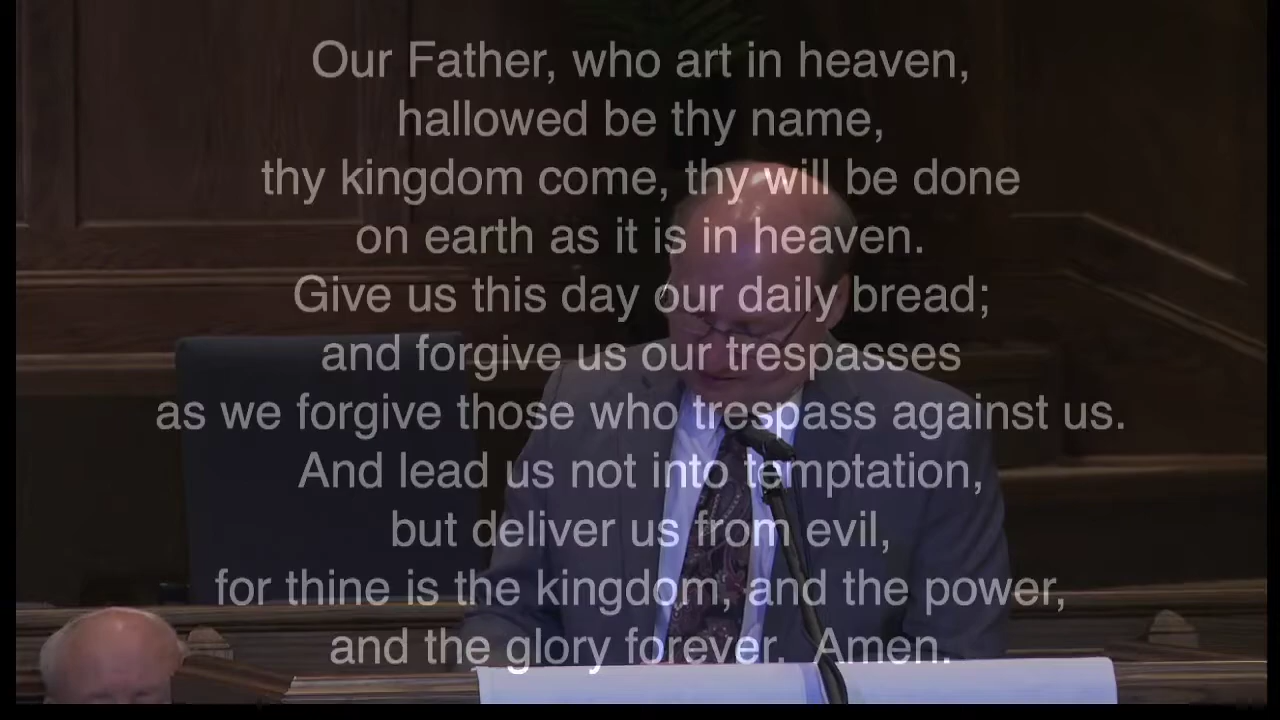 Our Father, who art in heaven,
hallowed be thy name,
thy kingdom come, thy will be done
on earth as it is in heaven.
Give us this day our daily bread;
and forgive us our trespasses
as we forgive those who trespass against us.
And lead us not into temptation,
but deliver us from evil,
for thine is the kingdom, and the power,
and the glory forever.  Amen.